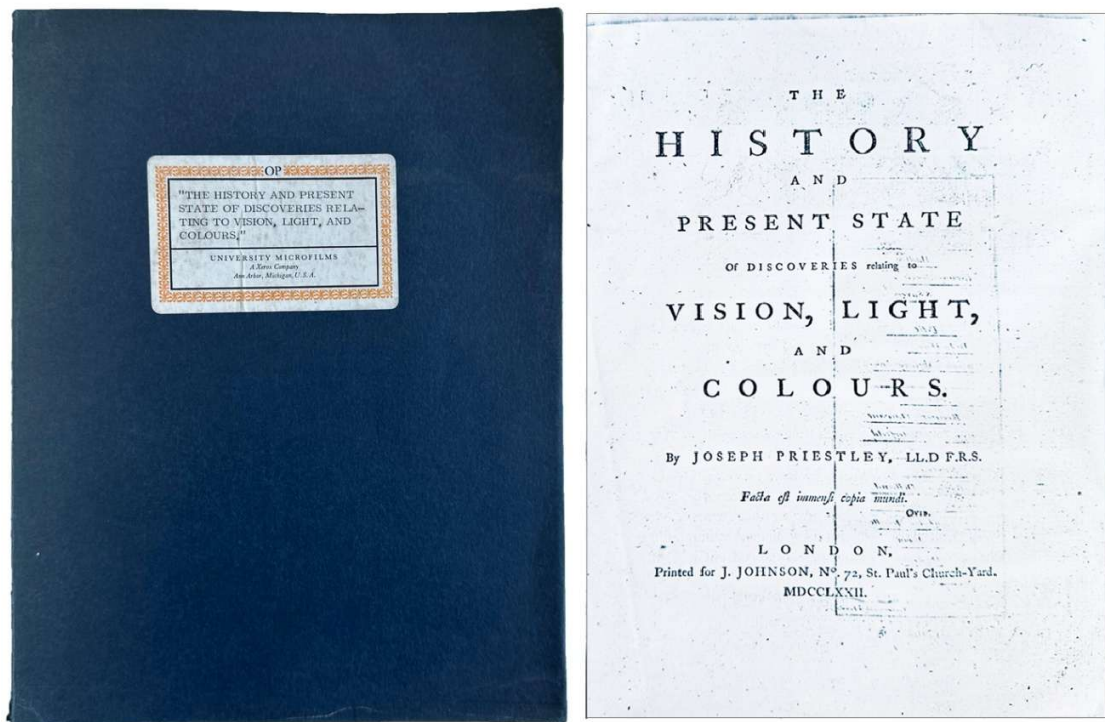 OP
"THE HISTORY AND PRESENT
STATE OF DISCOVERIES RELA-
TING TO VISION, LIGHT, AND
COLOURS,"
UNIVERSITY MICROFILMS
A Xerox Company
Ann Arbor, Michigan, U.S.A.
THE
HISTORY
AND
PRESENT STATE
Of DISCOVERIES relating to
VISION, LIGHT,
AND
COLOURS.
By JOSEPH PRIESTLEY, LL.D F.R.S.
Facta eſt immenſi copia mundi.
OVID.
LONDON,
Printed for J. JOHNSON, Nº. 72, St. Paul's Church-Yard.
MDCCLXXII.